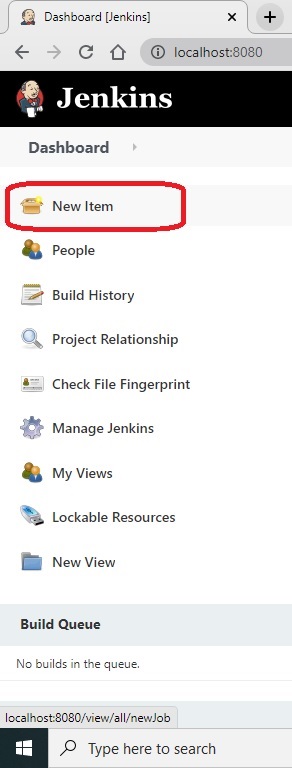 Dashboard [Jenkins]
localhost:8080
Jenkins
Dashboard
New Item
People
Build History
Project Relationship
Check File Fingerprint
Manage Jenkins
My Views
Lockable Resources
New View
Build Queue
No builds in the queue.
localhost:8080/view/all/newJob
Type here to search